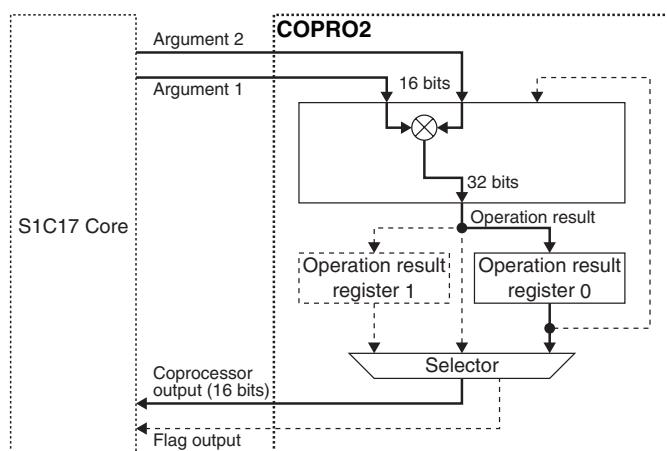 COPRO2
Argument 2
Argument 1
16 bits
32 bits
S1C17 Core
Operation result
Operation result
register 1
Operation result
register 0
Selector
Coprocessor
output (16 bits)
Flag output